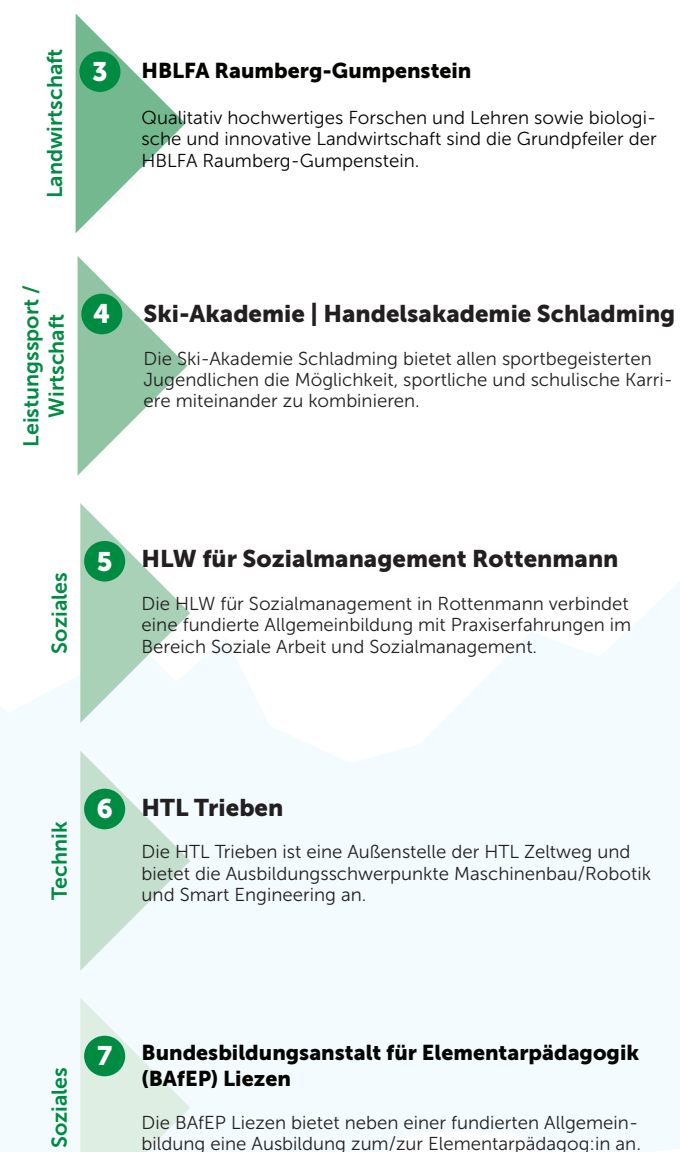 Landwirtschaft
3
HBLFA Raumberg-Gumpenstein
Qualitativ hochwertiges Forschen und Lehren sowie biologi-
sche und innovative Landwirtschaft sind die Grundpfeiler der
HBLFA Raumberg-Gumpenstein.
Leistungssport /
Wirtschaft
4
Ski-Akademie | Handelsakademie Schladming
Die Ski-Akademie Schladming bietet allen sportbegeisterten
Jugendlichen die Möglichkeit, sportliche und schulische Karri-
ere miteinander zu kombinieren.
Soziales
5
HLW für Sozialmanagement Rottenmann
Die HLW für Sozialmanagement in Rottenmann verbindet
eine fundierte Allgemeinbildung mit Praxiserfahrungen im
Bereich Soziale Arbeit und Sozialmanagement.
Technik
6
HTL Trieben
Die HTL Trieben ist eine Außenstelle der HTL Zeltweg und
bietet die Ausbildungsschwerpunkte Maschinenbau/Robotik
und Smart Engineering an.
Soziales
7
Bundesbildungsanstalt für Elementarpädagogik
(BAfEP) Liezen
Die BAfEP Liezen bietet neben einer fundierten Allgemein-
bildung eine Ausbildung zum/zur Elementarpädagog:in an.